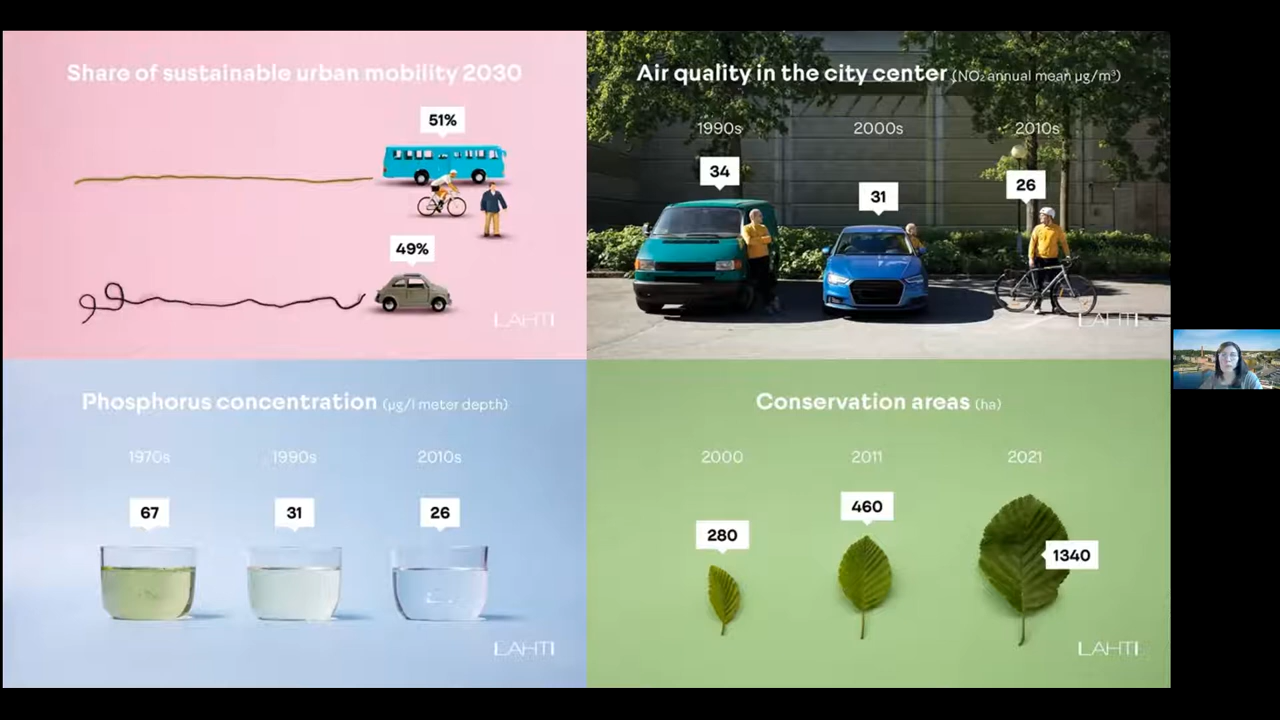 Share of sustainable urban mobility 2030
51%
49%
LAHTI
Air quality in the city center (NO₂ annual mean µg/m³)
1990s 2000s 2010s
34
31
26
LAHTI
Phosphorus concentration (µg/l meter depth)
1970s 1990s 2010s
67 31 26
LAHTI
Conservation areas (ha)
2000 2011 2021
280
460
1340
LAHTI